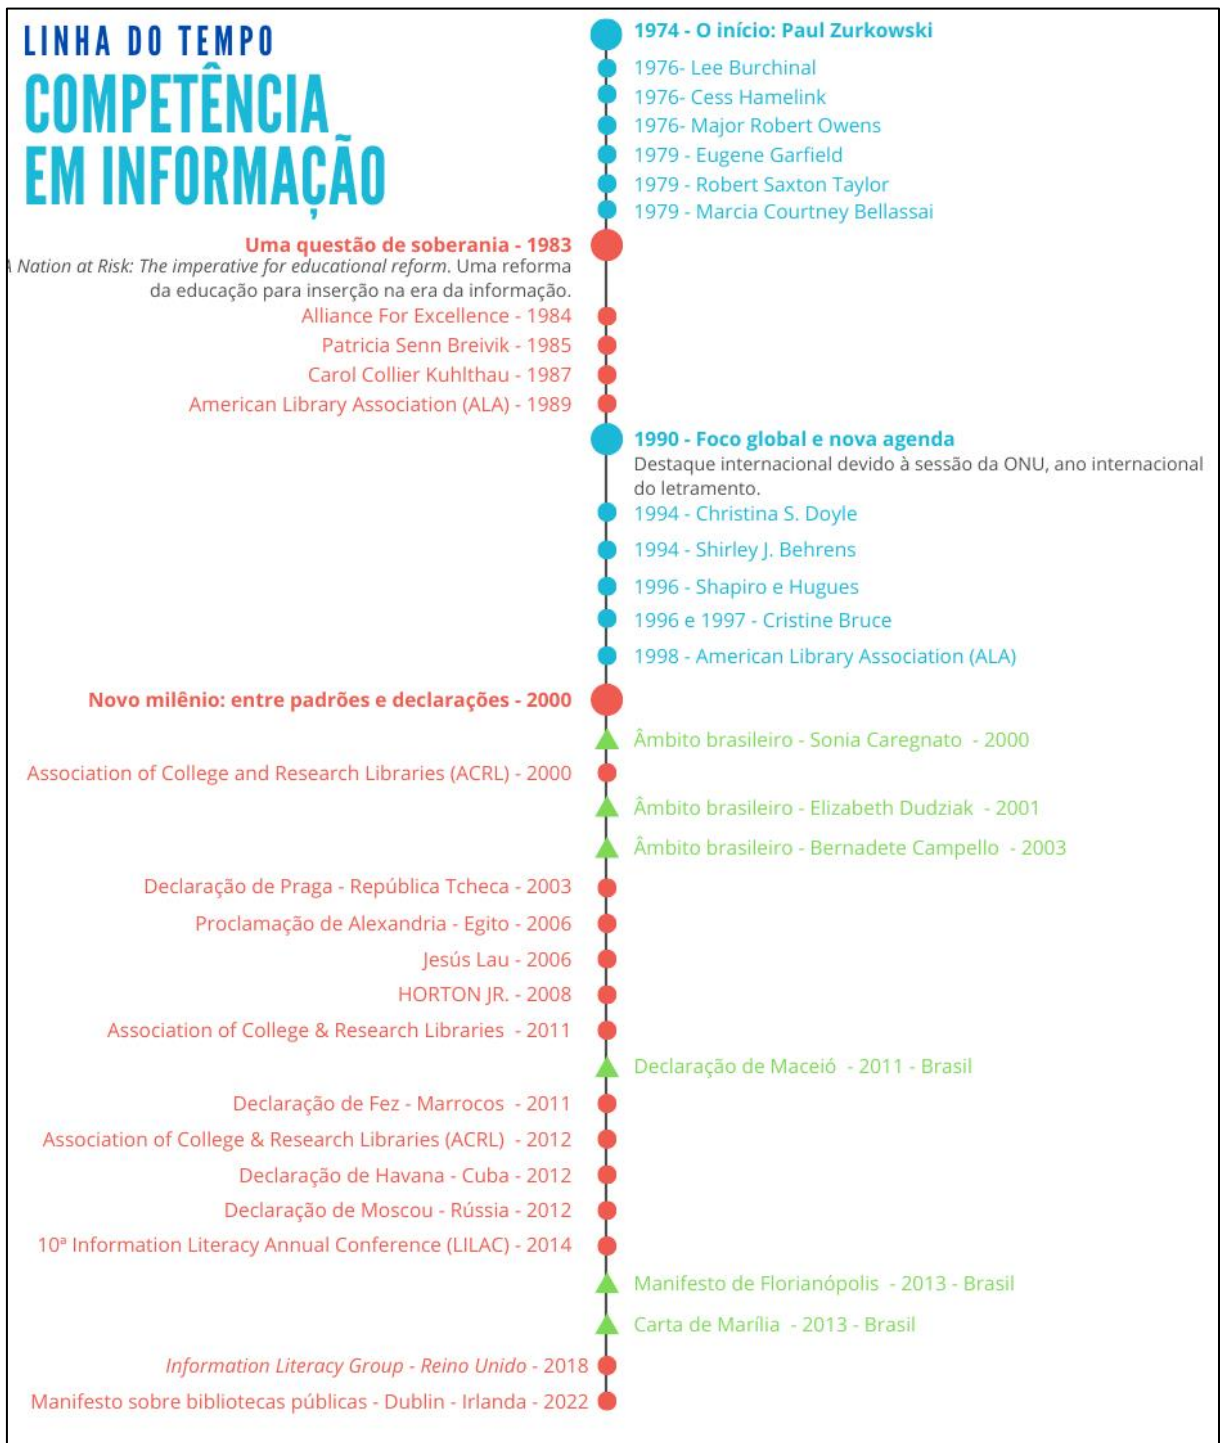 LINHA DO TEMPO
COMPETÊNCIA
EM INFORMAÇÃO
1974 - O início: Paul Zurkowski
1976- Lee Burchinal
1976- Cess Hamelink
1976- Major Robert Owens
1979 - Eugene Garfield
1979 - Robert Saxton Taylor
1979 - Marcia Courtney Bellassai
Uma questão de soberania - 1983
Nation at Risk: The imperative for educational reform. Uma reforma
da educação para inserção na era da informação.
Alliance For Excellence - 1984
Patricia Senn Breivik - 1985
Carol Collier Kuhlthau - 1987
American Library Association (ALA) - 1989
1990 - Foco global e nova agenda
Destaque internacional devido à sessão da ONU, ano internacional
do letramento.
1994 - Christina S. Doyle
1994 - Shirley J. Behrens
1996 - Shapiro e Hugues
1996 e 1997 - Cristine Bruce
1998 - American Library Association (ALA)
Novo milênio: entre padrões e declarações - 2000
Âmbito brasileiro - Sonia Caregnato - 2000
Association of College and Research Libraries (ACRL) - 2000
Âmbito brasileiro - Elizabeth Dudziak - 2001
Âmbito brasileiro - Bernadete Campello - 2003
Declaração de Praga - República Tcheca - 2003
Proclamação de Alexandria - Egito - 2006
Jesús Lau - 2006
HORTON JR. - 2008
Association of College & Research Libraries - 2011
Declaração de Maceió - 2011 - Brasil
Declaração de Fez - Marrocos - 2011
Association of College & Research Libraries (ACRL) - 2012
Declaração de Havana - Cuba - 2012
Declaração de Moscou - Rússia - 2012
10ª Information Literacy Annual Conference (LILAC) - 2014
Manifesto de Florianópolis - 2013 - Brasil
Carta de Marília - 2013 - Brasil
Information Literacy Group - Reino Unido - 2018
Manifesto sobre bibliotecas públicas - Dublin - Irlanda - 2022